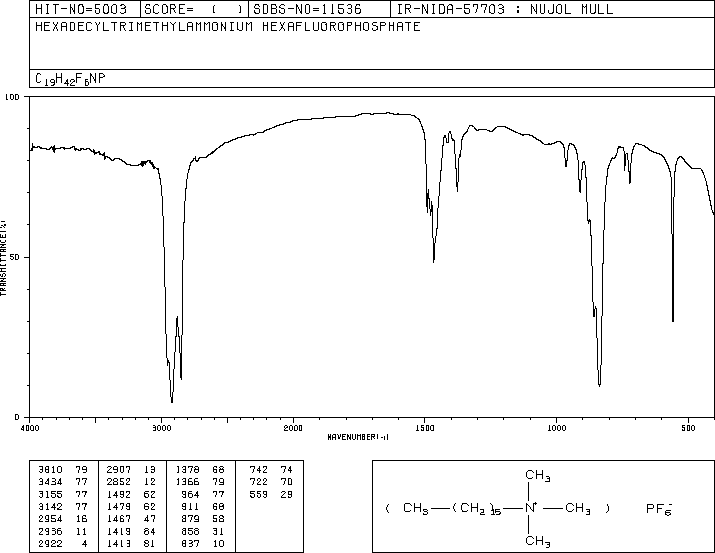 HIT-NO=5003 SCORE= ( ) SDBS-NO=11536 IR-NIDA-57703 : NUJOL MULL
HEXADECYLTRIMETHYLAMMONIUM HEXAFLUOROPHOSPHATE
C19H42F6NP
100
50
0
TRANSMITTANCE(%)
4000 3000 2000 1500 1000 500
WAVENUMBER(-1)
3810 79 2907 19 1378 68 742 74
3434 77 2852 12 1366 79 722 70
3155 77 1492 62 964 77 559 29
3142 77 1479 62 911 68
2954 16 1467 47 879 58
2936 11 1419 84 858 31
2922 4 1413 81 837 10
CH3
( CH3—(CH2)15—N+—CH3 ) PF6-
CH3